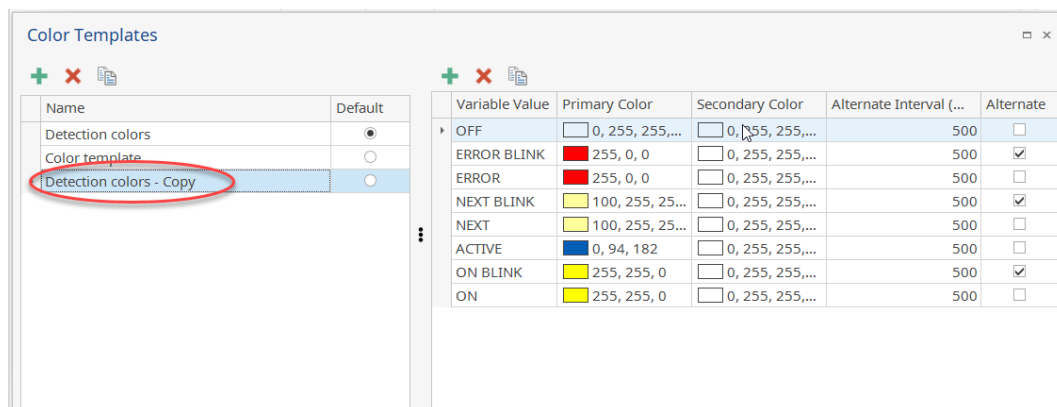 Color Templates
Name Default
Detection colors
Color template
Detection colors - Copy
Variable Value Primary Color Secondary Color Alternate Interval (... Alternate
OFF 0, 255, 255,... 0, 255, 255,... 500
ERROR BLINK 255, 0, 0 0, 255, 255,... 500
ERROR 255, 0, 0 0, 255, 255,... 500
NEXT BLINK 100, 255, 25... 0, 255, 255,... 500
NEXT 100, 255, 25... 0, 255, 255,... 500
ACTIVE 0, 94, 182 0, 255, 255,... 500
ON BLINK 255, 255, 0 0, 255, 255,... 500
ON 255, 255, 0 0, 255, 255,... 500